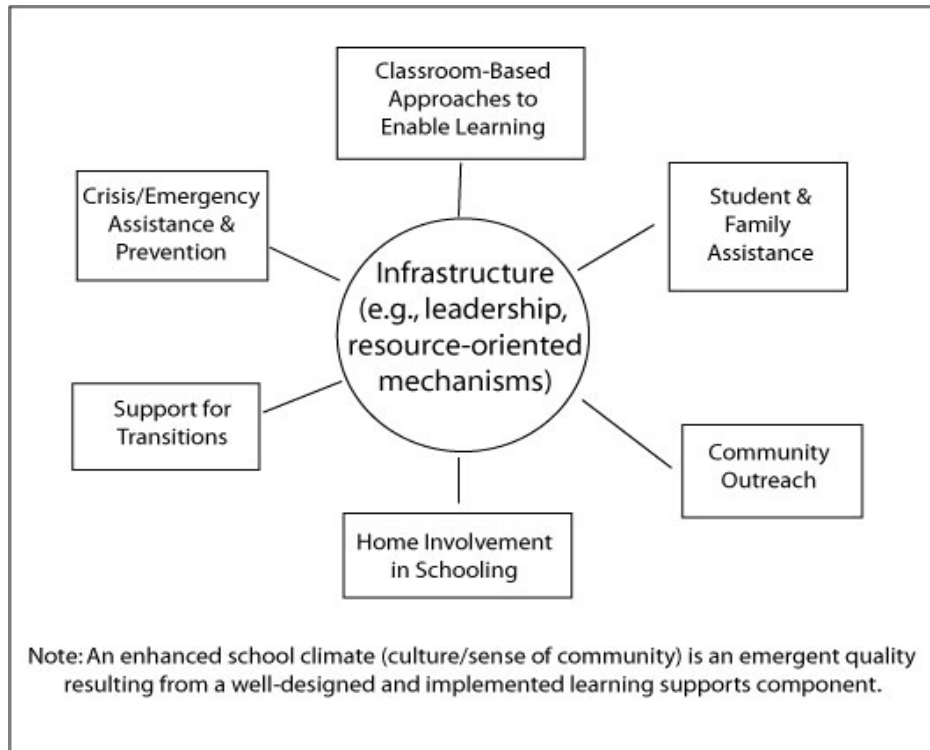 Classroom-Based
Approaches to
Enable Learning
Crisis/Emergency
Assistance &
Prevention
Student &
Family
Assistance
Infrastructure
(e.g., leadership,
resource-oriented
mechanisms)
Support for
Transitions
Community
Outreach
Home Involvement
in Schooling
Note: An enhanced school climate (culture/sense of community) is an emergent quality
resulting from a well-designed and implemented learning supports component.